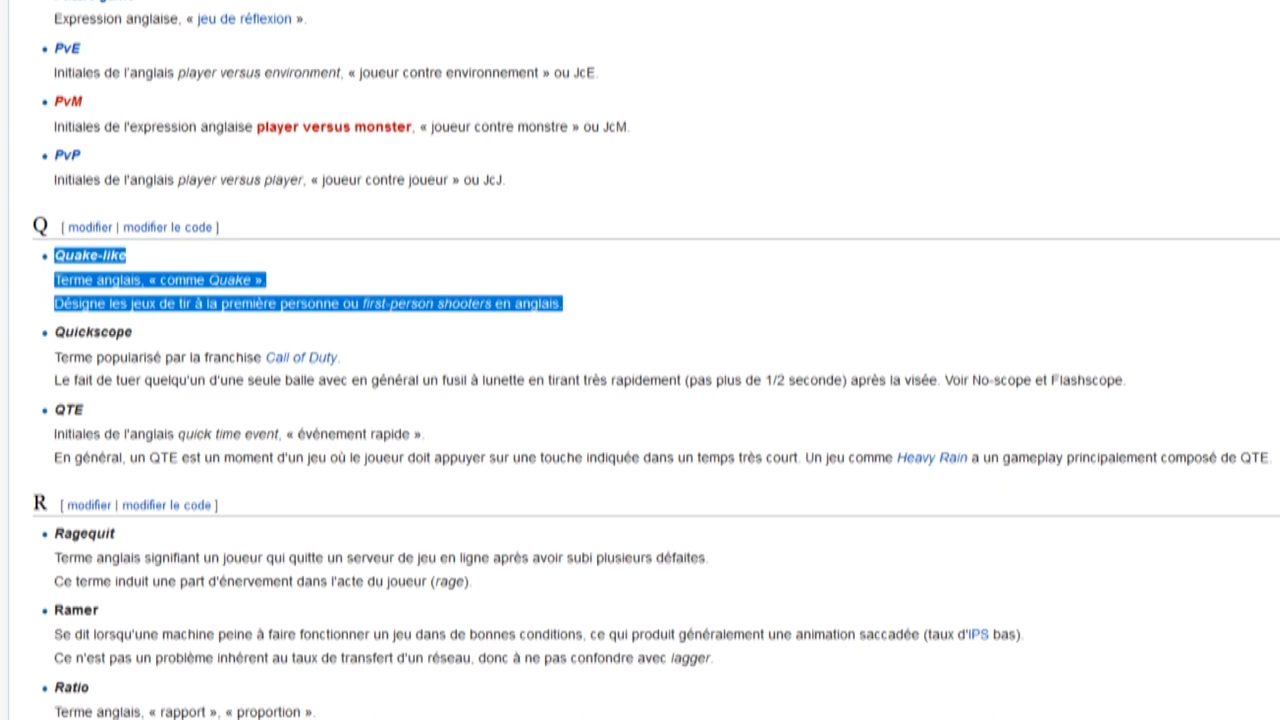 Expression anglaise, « jeu de réflexion ».
• PvE
Initiales de l'anglais player versus environment, « joueur contre environnement » ou JcE.
• PvM
Initiales de l'expression anglaise player versus monster, « joueur contre monstre » ou JcM.
• PvP
Initiales de l'anglais player versus player, « joueur contre joueur » ou JcJ.
Q [ modifier | modifier le code ]
• Quake-like
Terme anglais, « comme Quake ».
Désigne les jeux de tir à la première personne ou first-person shooters en anglais.
• Quickscope
Terme popularisé par la franchise Call of Duty.
Le fait de tuer quelqu'un d'une seule balle avec en général un fusil à lunette en tirant très rapidement (pas plus de 1/2 seconde) après la visée. Voir No-scope et Flashscope.
• QTE
Initiales de l'anglais quick time event, « événement rapide ».
En général, un QTE est un moment d'un jeu où le joueur doit appuyer sur une touche indiquée dans un temps très court. Un jeu comme Heavy Rain a un gameplay principalement composé de QTE.
R [ modifier | modifier le code ]
• Ragequit
Terme anglais signifiant un joueur qui quitte un serveur de jeu en ligne après avoir subi plusieurs défaites.
Ce terme induit une part d'énervement dans l'acte du joueur (rage).
• Ramer
Se dit lorsqu'une machine peine à faire fonctionner un jeu dans de bonnes conditions, ce qui produit généralement une animation saccadée (taux d'IPS bas).
Ce n'est pas un problème inhérent au taux de transfert d'un réseau, donc à ne pas confondre avec lagger.
• Ratio
Terme anglais, « rapport », « proportion ».